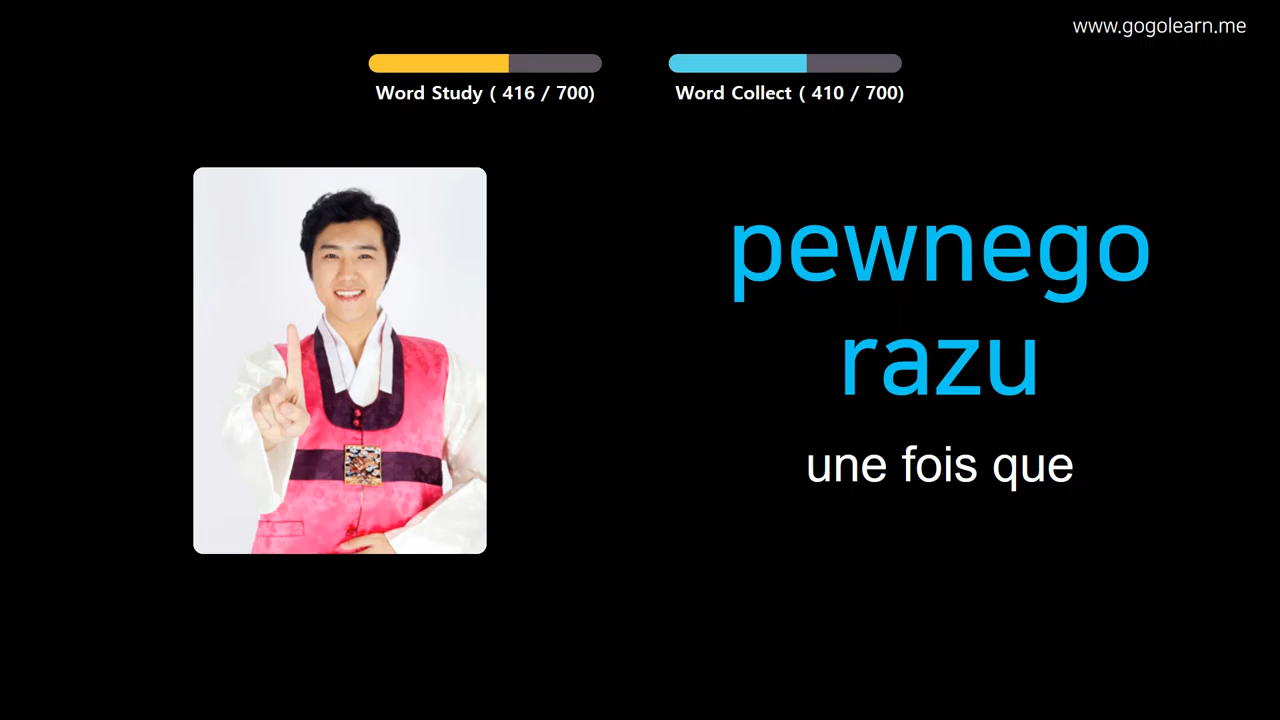 www.gogolearn.me
Word Study ( 416 / 700)
Word Collect ( 410 / 700)
pewnego
razu
une fois que